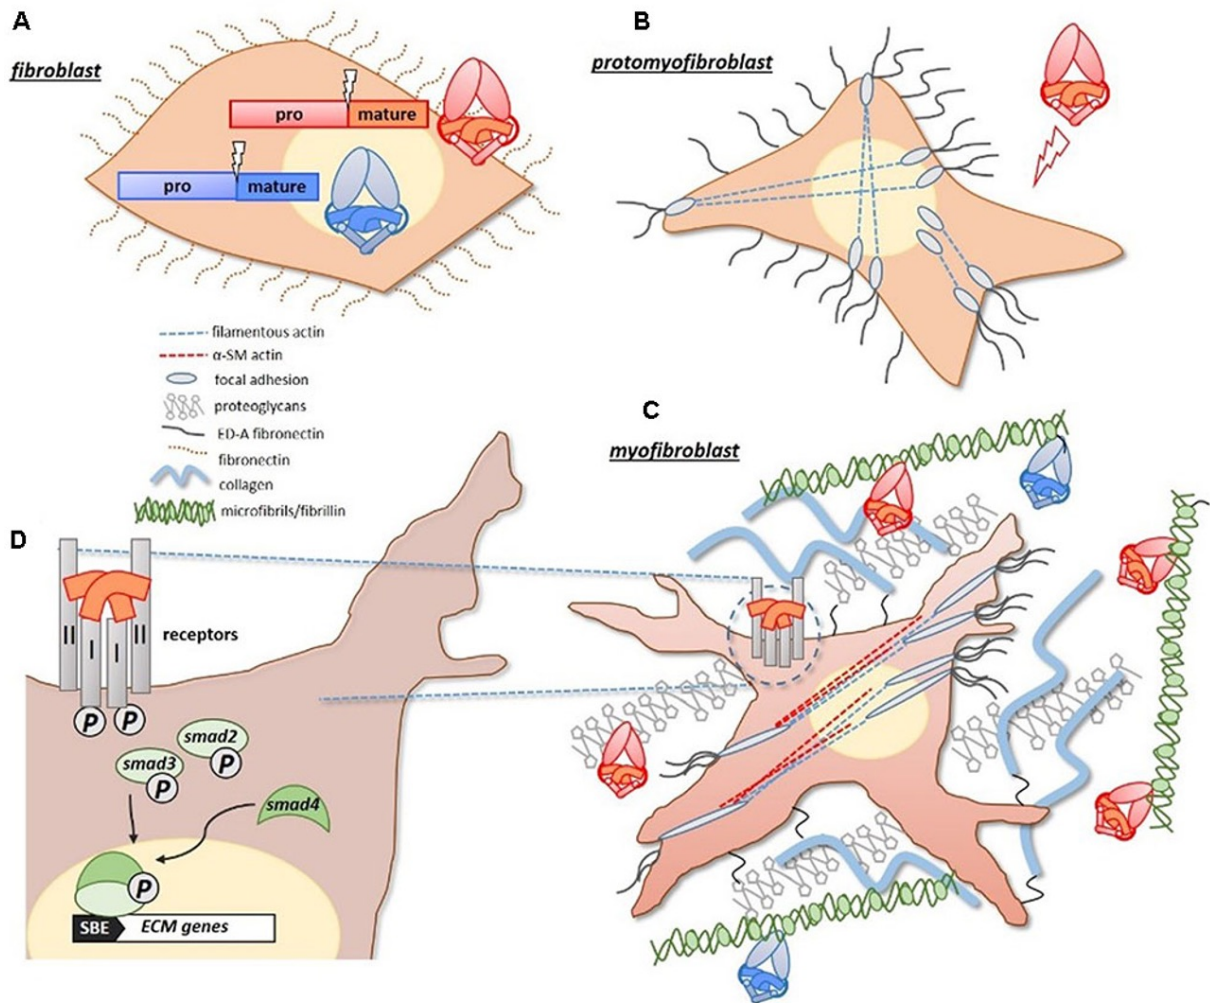 A
fibroblast
pro mature
pro mature
B
protomyofibroblast
filamentous actin
α-SM actin
focal adhesion
proteoglycans
ED-A fibronectin
fibronectin
collagen
microfibrils/fibrillin
C
myofibroblast
D
II I I II
receptors
P P
smad2
P
smad3
P
smad4
P
SBE ECM genes